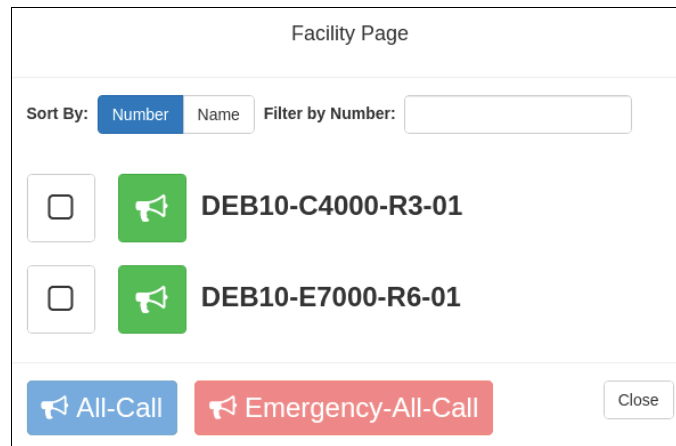 Facility Page
Sort By: Number Name Filter by Number:
DEB10-C4000-R3-01
DEB10-E7000-R6-01
All-Call Emergency-All-Call Close